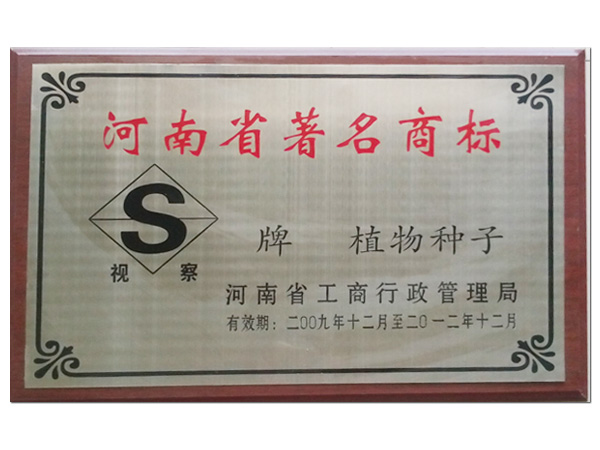 河南省著名商标
S
牌 植物种子
视察
河南省工商行政管理局
有效期：二00九年十二月至二0一二年十二月